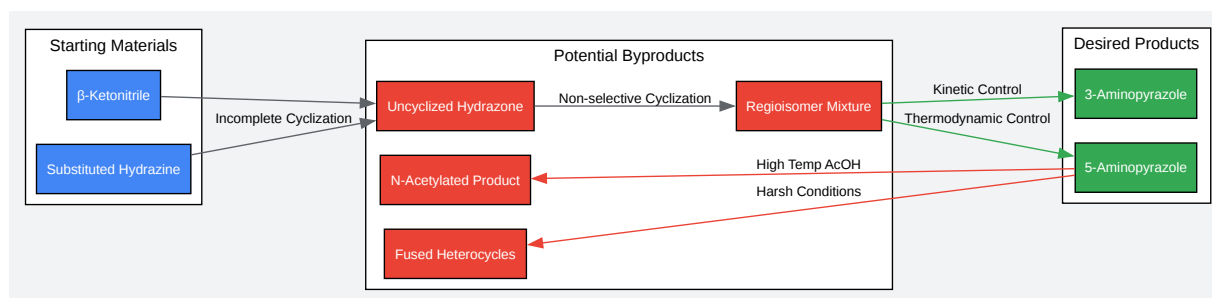 Starting Materials
β-Ketonitrile
Substituted Hydrazine
Incomplete Cyclization
Potential Byproducts
Uncyclized Hydrazone
Non-selective Cyclization
Regioisomer Mixture
N-Acetylated Product
Fused Heterocycles
Kinetic Control
Thermodynamic Control
High Temp AcOH
Harsh Conditions
Desired Products
3-Aminopyrazole
5-Aminopyrazole